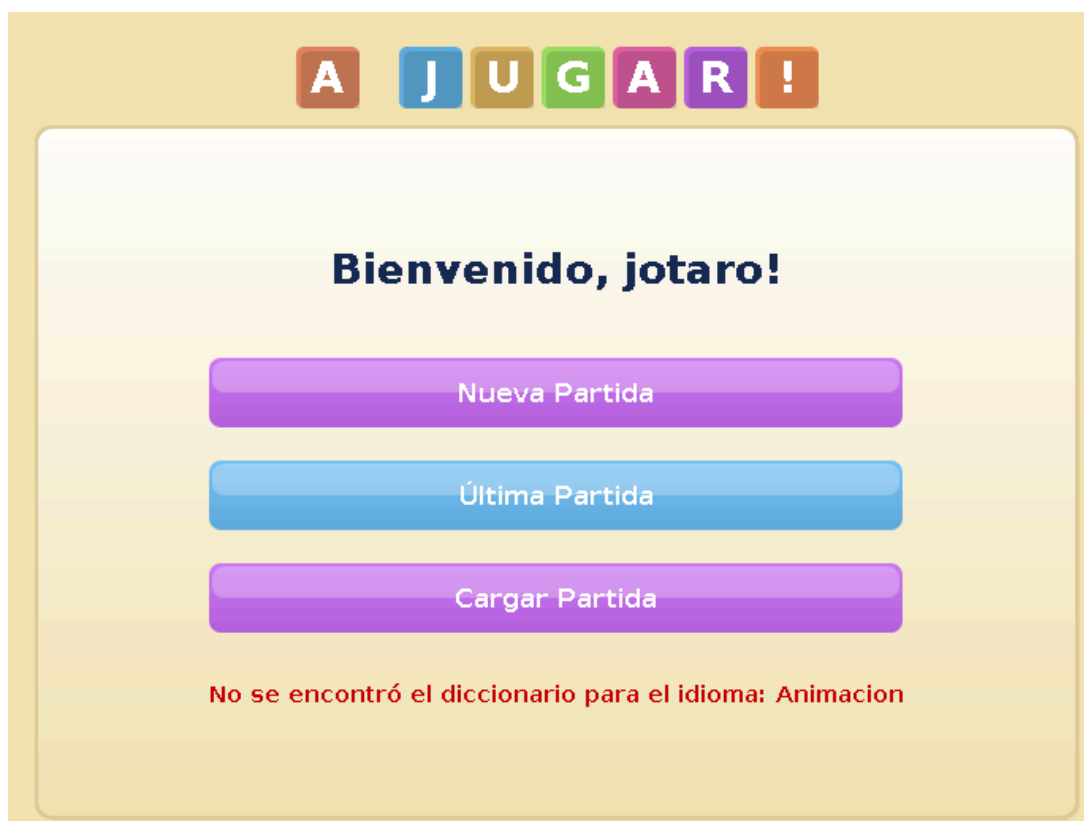 A JUGAR!
Bienvenido, jotaro!
Nueva Partida
Última Partida
Cargar Partida
No se encontró el diccionario para el idioma: Animacion